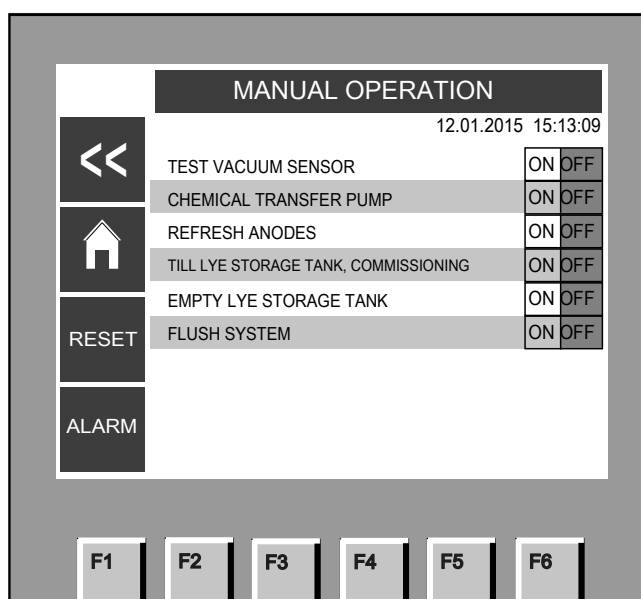 MANUAL OPERATION
12.01.2015 15:13:09
<<
TEST VACUUM SENSOR ON OFF
CHEMICAL TRANSFER PUMP ON OFF
REFRESH ANODES ON OFF
TILL LYE STORAGE TANK, COMMISSIONING ON OFF
EMPTY LYE STORAGE TANK ON OFF
RESET
FLUSH SYSTEM ON OFF
ALARM
F1 F2 F3 F4 F5 F6